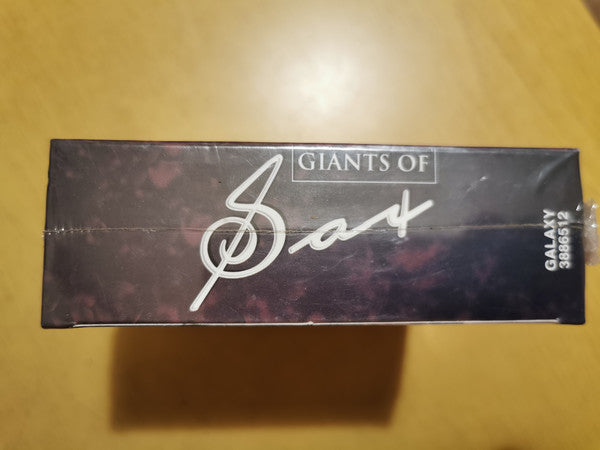 GIANTS OF
Sax
GALAXY
3886512